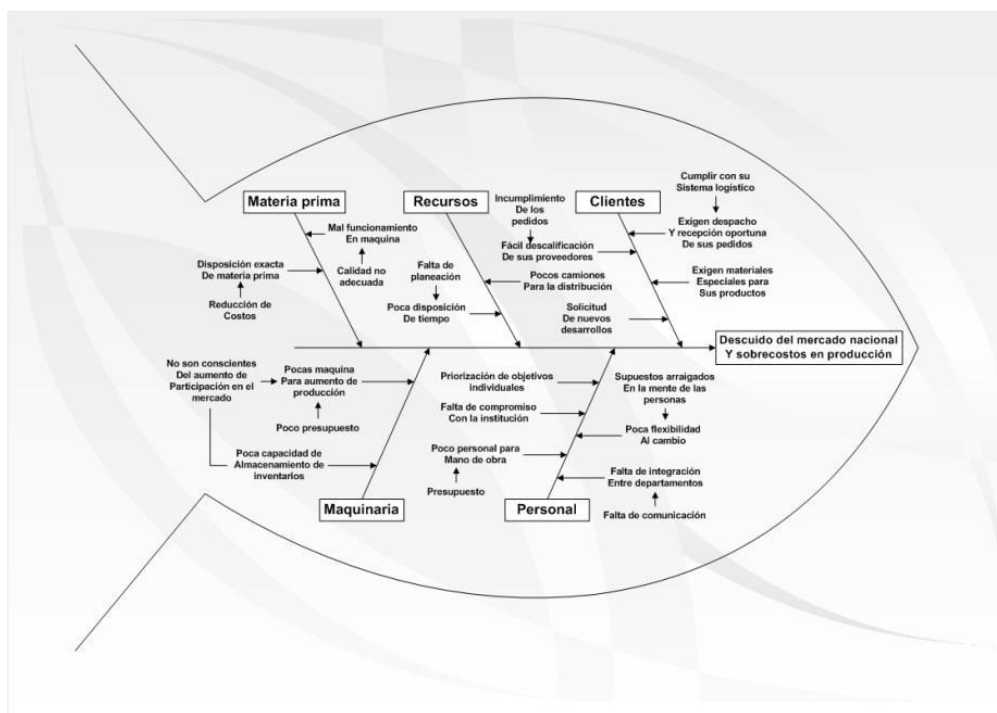 Materia prima
Mal funcionamiento
En maquina
Calidad no
adecuada
Disposición exacta
De materia prima
Reducción de
Costos
Recursos
Falta de
planeación
Poca disposición
De tiempo
Pocos camiones
Para la distribución
Clientes
Incumplimiento
De los
pedidos
Fácil descalificación
De sus proveedores
Solicitud
De nuevos
desarrollos
Cumplir con su
Sistema logístico
Exigen despacho
Y recepción oportuna
De sus pedidos
Exigen materiales
Especiales para
Sus productos
Descuido del mercado nacional
Y sobrecostos en producción
No son conscientes
Del aumento de
Participación en el
mercado
Pocas maquina
Para aumento de
producción
Poco presupuesto
Poca capacidad de
Almacenamiento de
inventarios
Maquinaria
Priorización de objetivos
individuales
Falta de compromiso
Con la institución
Poco personal para
Mano de obra
Presupuesto
Supuestos arraigados
En la mente de las
personas
Poca flexibilidad
Al cambio
Falta de integración
Entre departamentos
Falta de comunicación
Personal